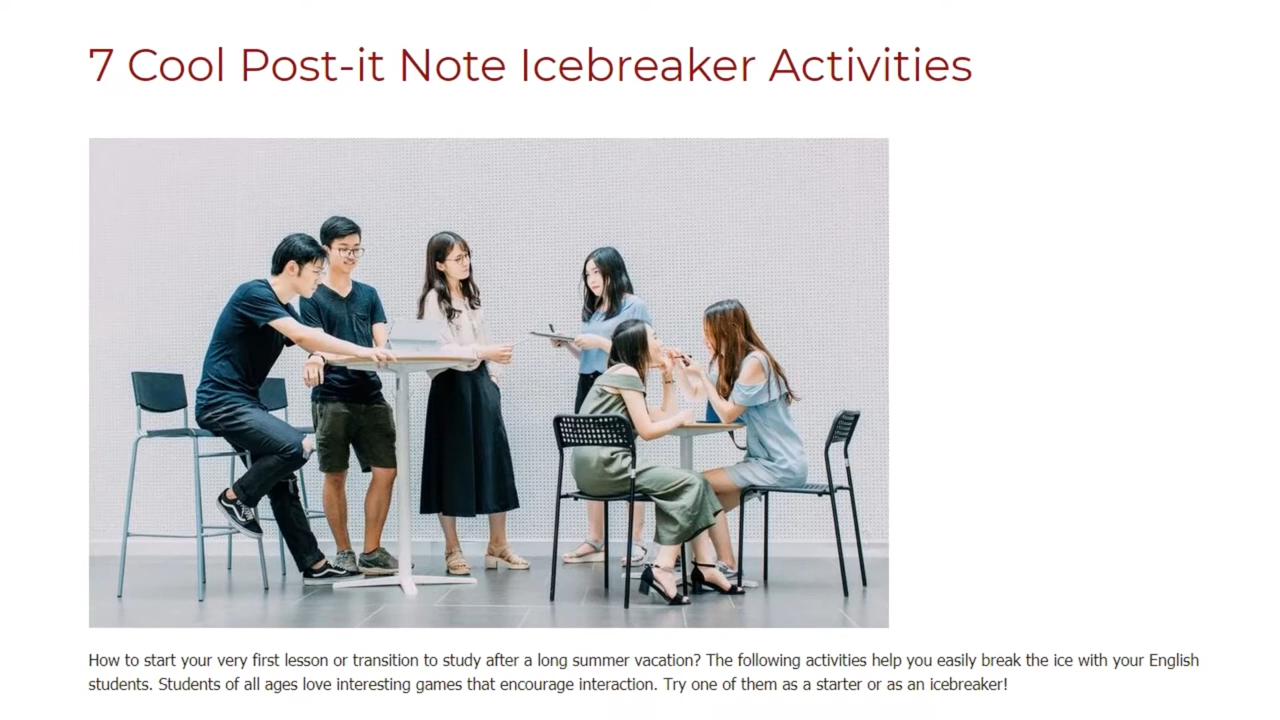 7 Cool Post-it Note Icebreaker Activities
How to start your very first lesson or transition to study after a long summer vacation? The following activities help you easily break the ice with your English
students. Students of all ages love interesting games that encourage interaction. Try one of them as a starter or as an icebreaker!